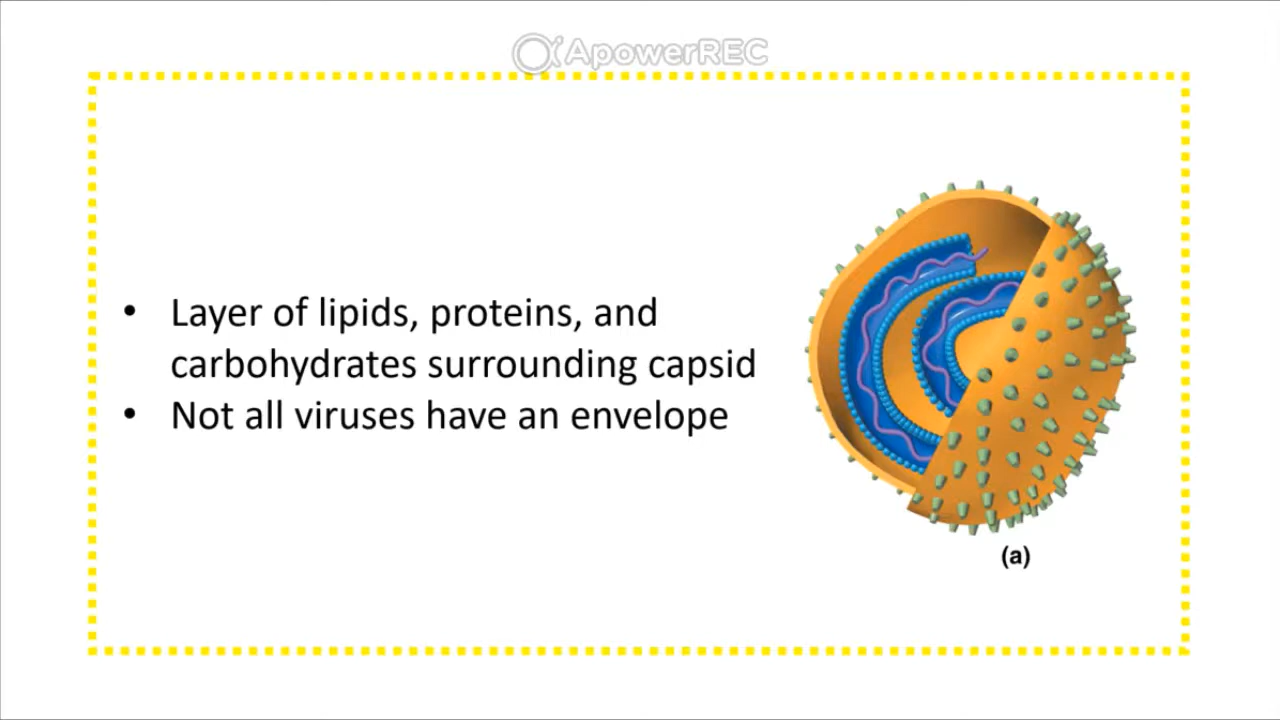 ApowerREC
• Layer of lipids, proteins, and
carbohydrates surrounding capsid
• Not all viruses have an envelope
(a)